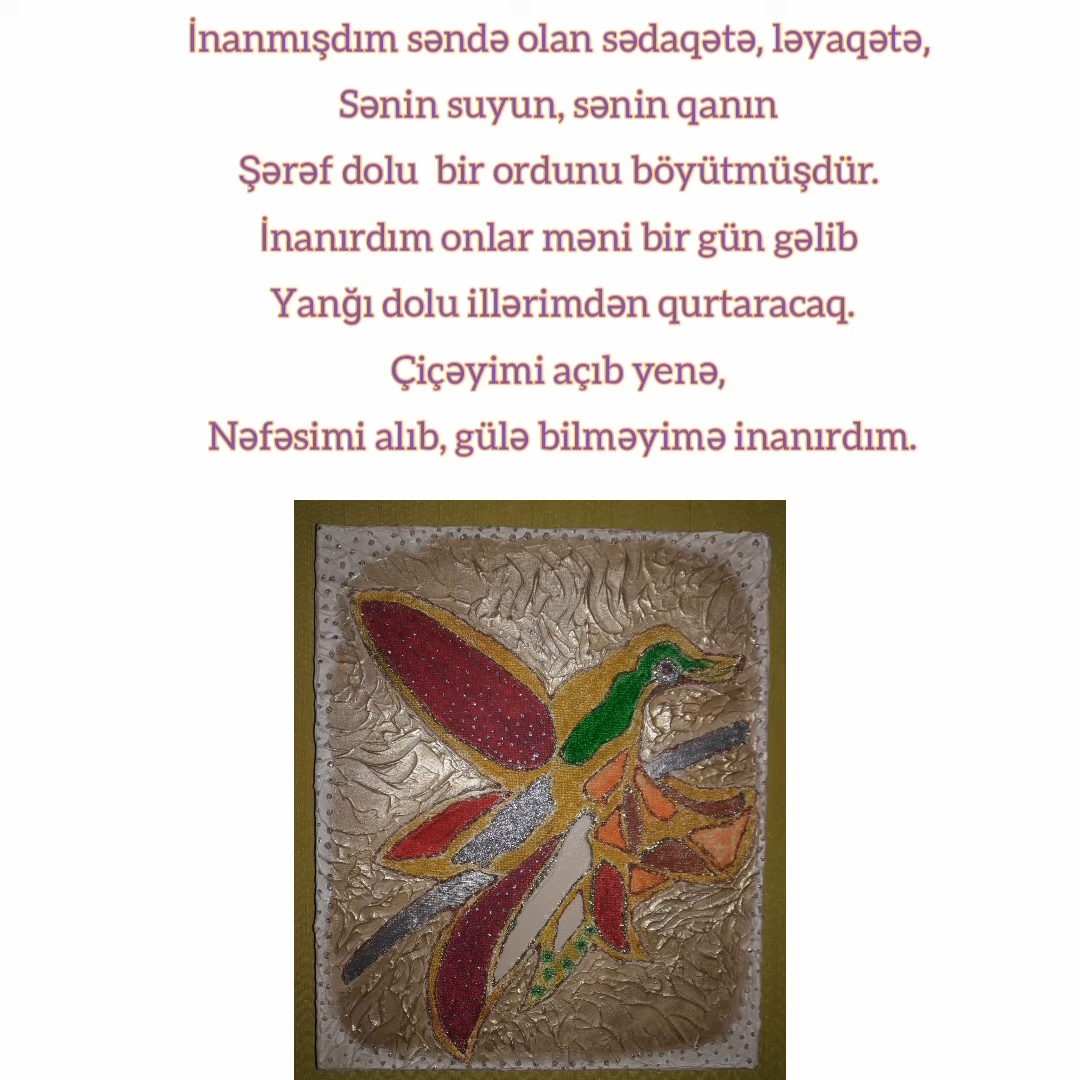 İnanmışdım səndə olan sədaqətə, ləyaqətə,
Sənin suyun, sənin qanın
Şərəf dolu bir ordunu böyütmüşdür.
İnanırdım onlar məni bir gün gəlib
Yanğı dolu illərimdən qurtaracaq.
Çiçəyimi açıb yenə,
Nəfəsimi alıb, gülə bilməyimə inanırdım.